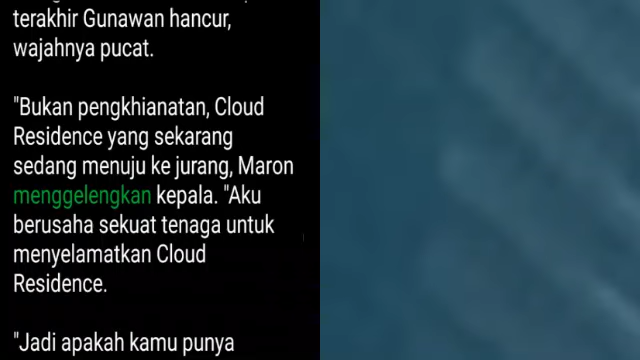 terakhir Gunawan hancur,
wajahnya pucat.
"Bukan pengkhianatan, Cloud
Residence yang sekarang
sedang menuju ke jurang, Maron
menggelengkan kepala. "Aku
berusaha sekuat tenaga untuk
menyelamatkan Cloud
Residence.
"Jadi apakah kamu punya